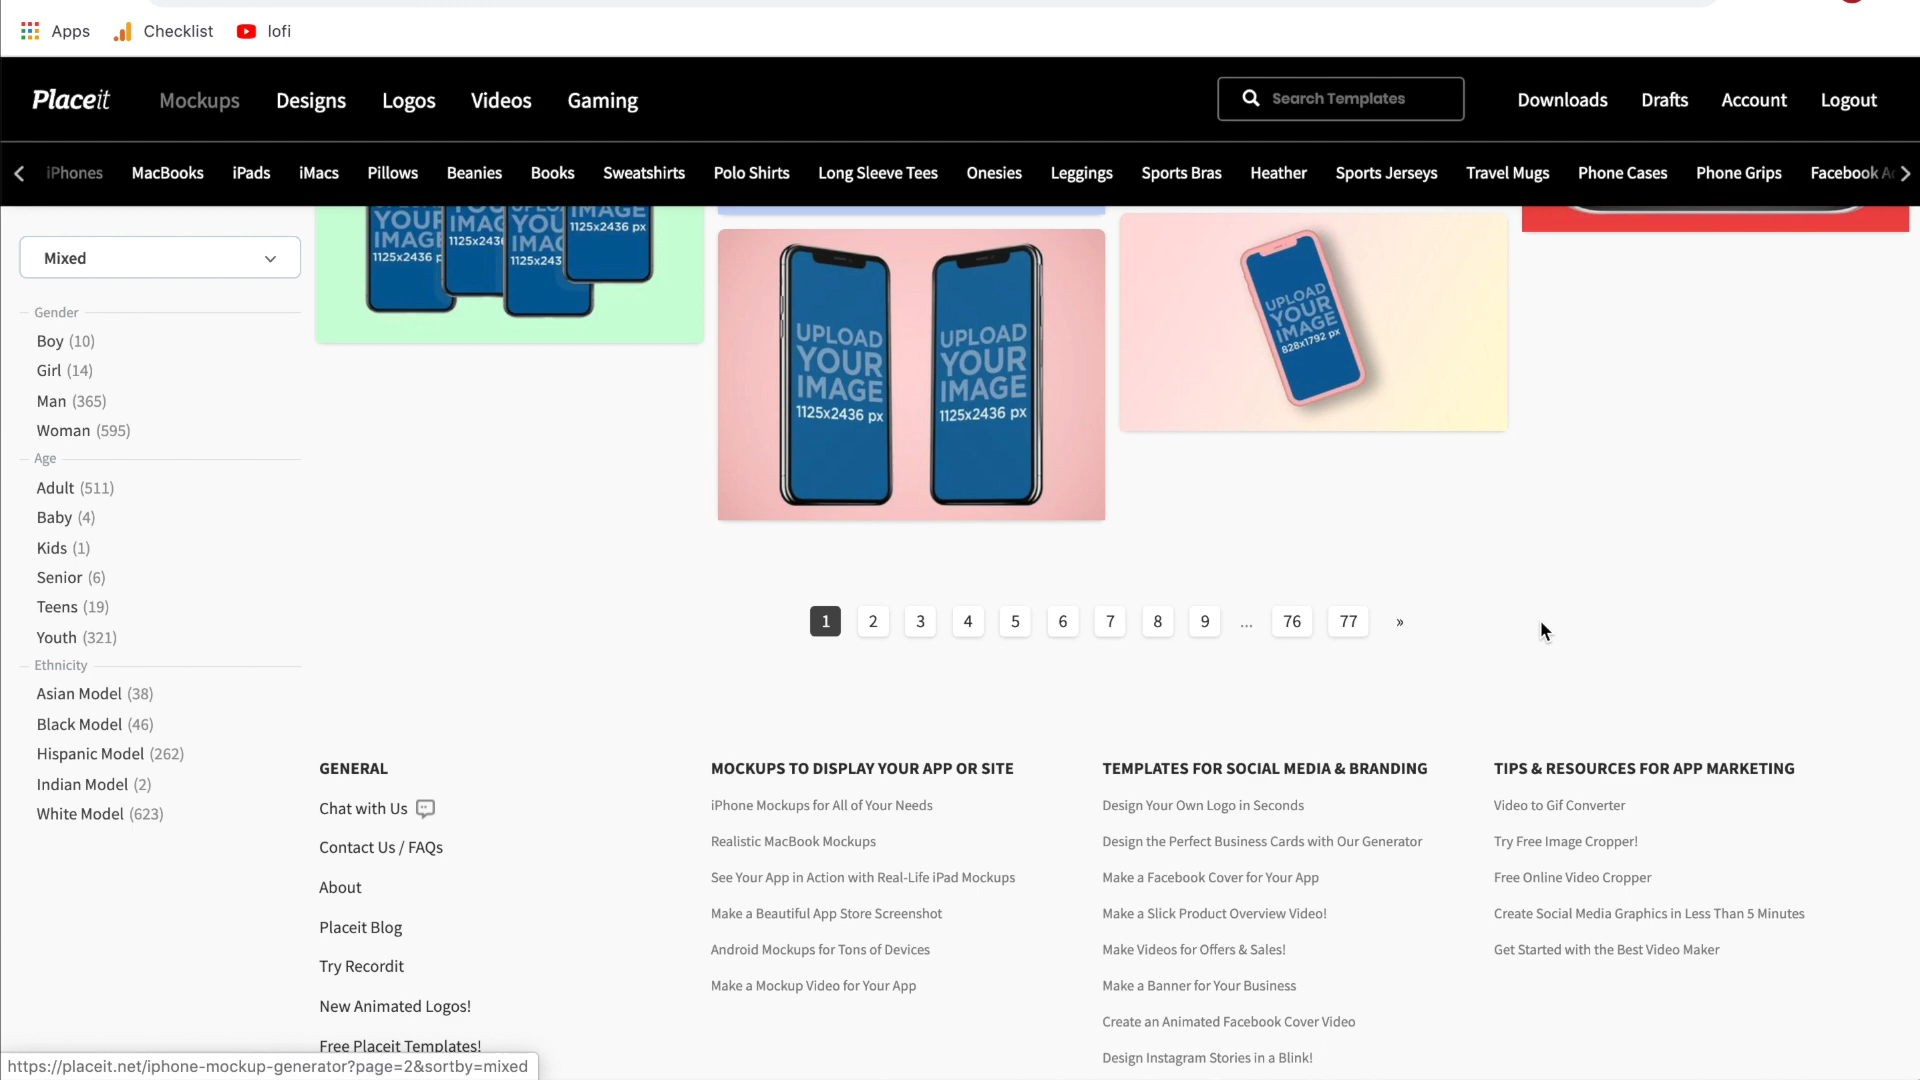 Apps Checklist lofi
Placeit Mockups Designs Logos Videos Gaming Search Templates Downloads Drafts Account Logout
iPhones MacBooks iPads iMacs Pillows Beanies Books Sweatshirts Polo Shirts Long Sleeve Tees Onesies Leggings Sports Bras Heather Sports Jerseys Travel Mugs Phone Cases Phone Grips Facebook
Mixed
Gender
Boy (10)
Girl (14)
Man (365)
Woman (595)
Age
Adult (511)
Baby (4)
Kids (1)
Senior (6)
Teens (19)
Youth (321)
Ethnicity
Asian Model (38)
Black Model (46)
Hispanic Model (262)
Indian Model (2)
White Model (623)
1125x2436 px
UPLOAD
YOUR
IMAGE
1125x2436 px
UPLOAD
YOUR
IMAGE
1125x2436 px
UPLOAD
YOUR
IMAGE
828x1792 px
1 2 3 4 5 6 7 8 9 ... 76 77 »
GENERAL
Chat with Us
Contact Us / FAQs
About
Placeit Blog
Try Recordit
New Animated Logos!
Free Placeit Templates!
MOCKUPS TO DISPLAY YOUR APP OR SITE
iPhone Mockups for All of Your Needs
Realistic MacBook Mockups
See Your App in Action with Real-Life iPad Mockups
Make a Beautiful App Store Screenshot
Android Mockups for Tons of Devices
Make a Mockup Video for Your App
TEMPLATES FOR SOCIAL MEDIA & BRANDING
Design Your Own Logo in Seconds
Design the Perfect Business Cards with Our Generator
Make a Facebook Cover for Your App
Make a Slick Product Overview Video!
Make Videos for Offers & Sales!
Make a Banner for Your Business
Create an Animated Facebook Cover Video
Design Instagram Stories in a Blink!
TIPS & RESOURCES FOR APP MARKETING
Video to Gif Converter
Try Free Image Cropper!
Free Online Video Cropper
Create Social Media Graphics in Less Than 5 Minutes
Get Started with the Best Video Maker
https://placeit.net/iphone-mockup-generator?page=2&sortby=mixed